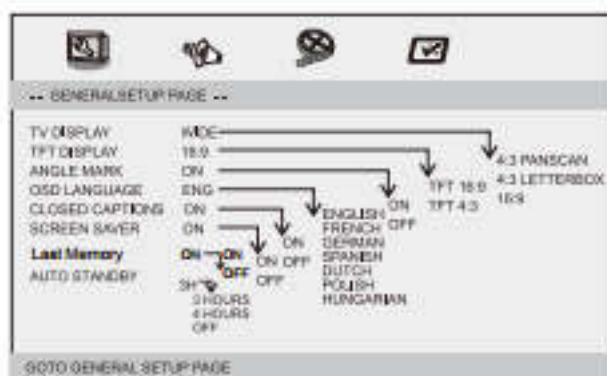 -- GENERALSETUP PAGE --
TV DISPLAY WIDE
TFT DISPLAY 16:9
ANGLE MARK ON
OSD LANGUAGE ENG
CLOSED CAPTIONS ON
SCREEN SAVER ON
Last Memory ON
AUTO STANDBY 3H
4:3 PANSCAN
4:3 LETTERBOX
16:9
TFT 16:9
TFT 4:3
ON
OFF
ENGLISH
FRENCH
GERMAN
SPANISH
DUTCH
POLISH
HUNGARIAN
ON
OFF
ON
OFF
ON
OFF
3 HOURS
4 HOURS
OFF
GOTO GENERAL SETUP PAGE